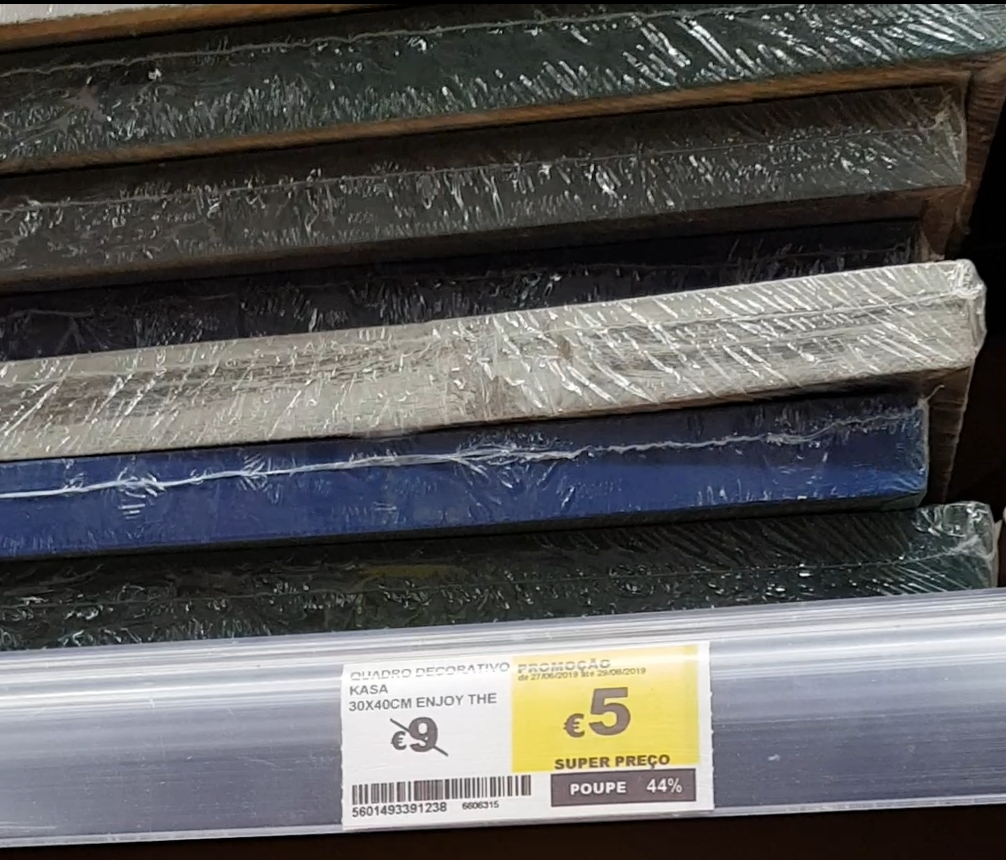 QUADRO DECORATIVO
KASA
30X40CM ENJOY THE
€9
5601493391238 6606315
PROMOÇÃO
de 27/06/2019 até 29/08/2019
€5
SUPER PREÇO
POUPE 44%